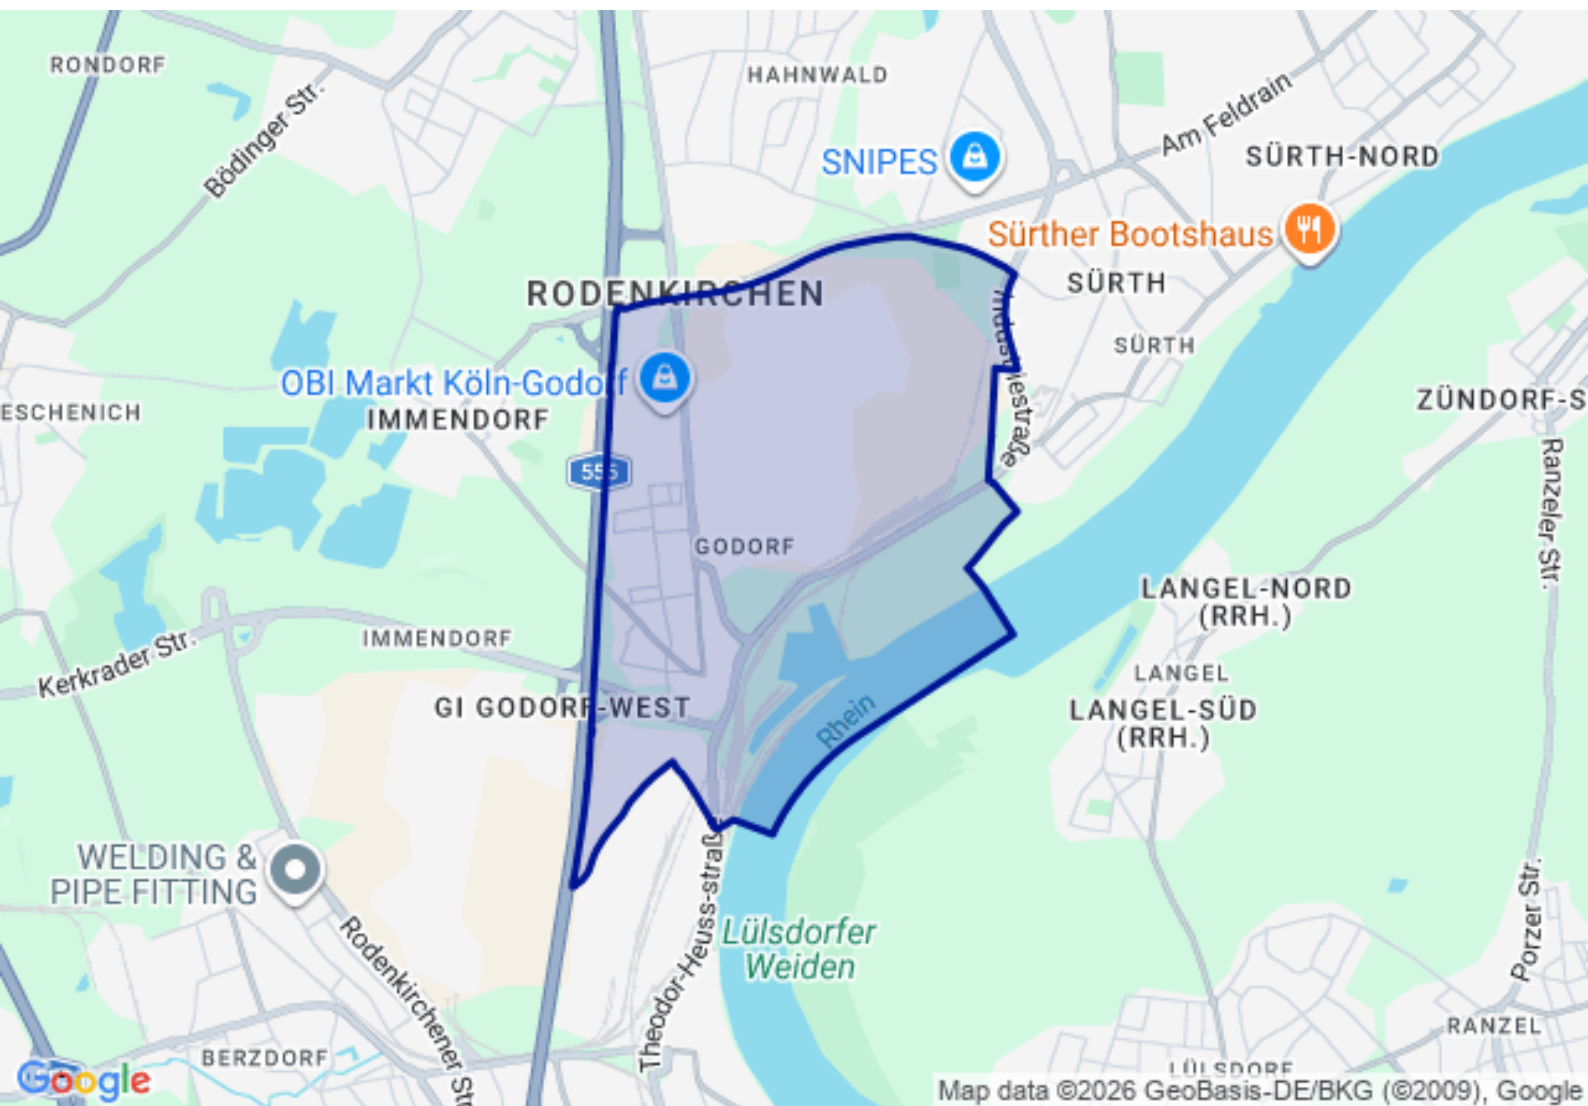 RONDORF
HAHNWALD
Bödinger Str.
Am Feldrain
SNIPES
SÜRTH-NORD
Sürther Bootshaus
RODENKIRCHEN
SÜRTH
Industriestraße
SÜRTH
OBI Markt Köln-Godorf
ESCHENICH
IMMENDORF
ZÜNDORF-S
555
Ranzeler Str.
GODORF
LANGEL-NORD
(RRH.)
IMMENDORF
Kerkrader Str.
LANGEL
GI GODORF-WEST
LANGEL-SÜD
(RRH.)
Rhein
WELDING &
PIPE FITTING
Theodor-Heuss-straße
Lülsdorfer
Weiden
Porzer Str.
Rodenkirchener Str
RANZEL
BERZDORF
LÜLSDORF
Google
Map data ©2026 GeoBasis-DE/BKG (©2009), Google